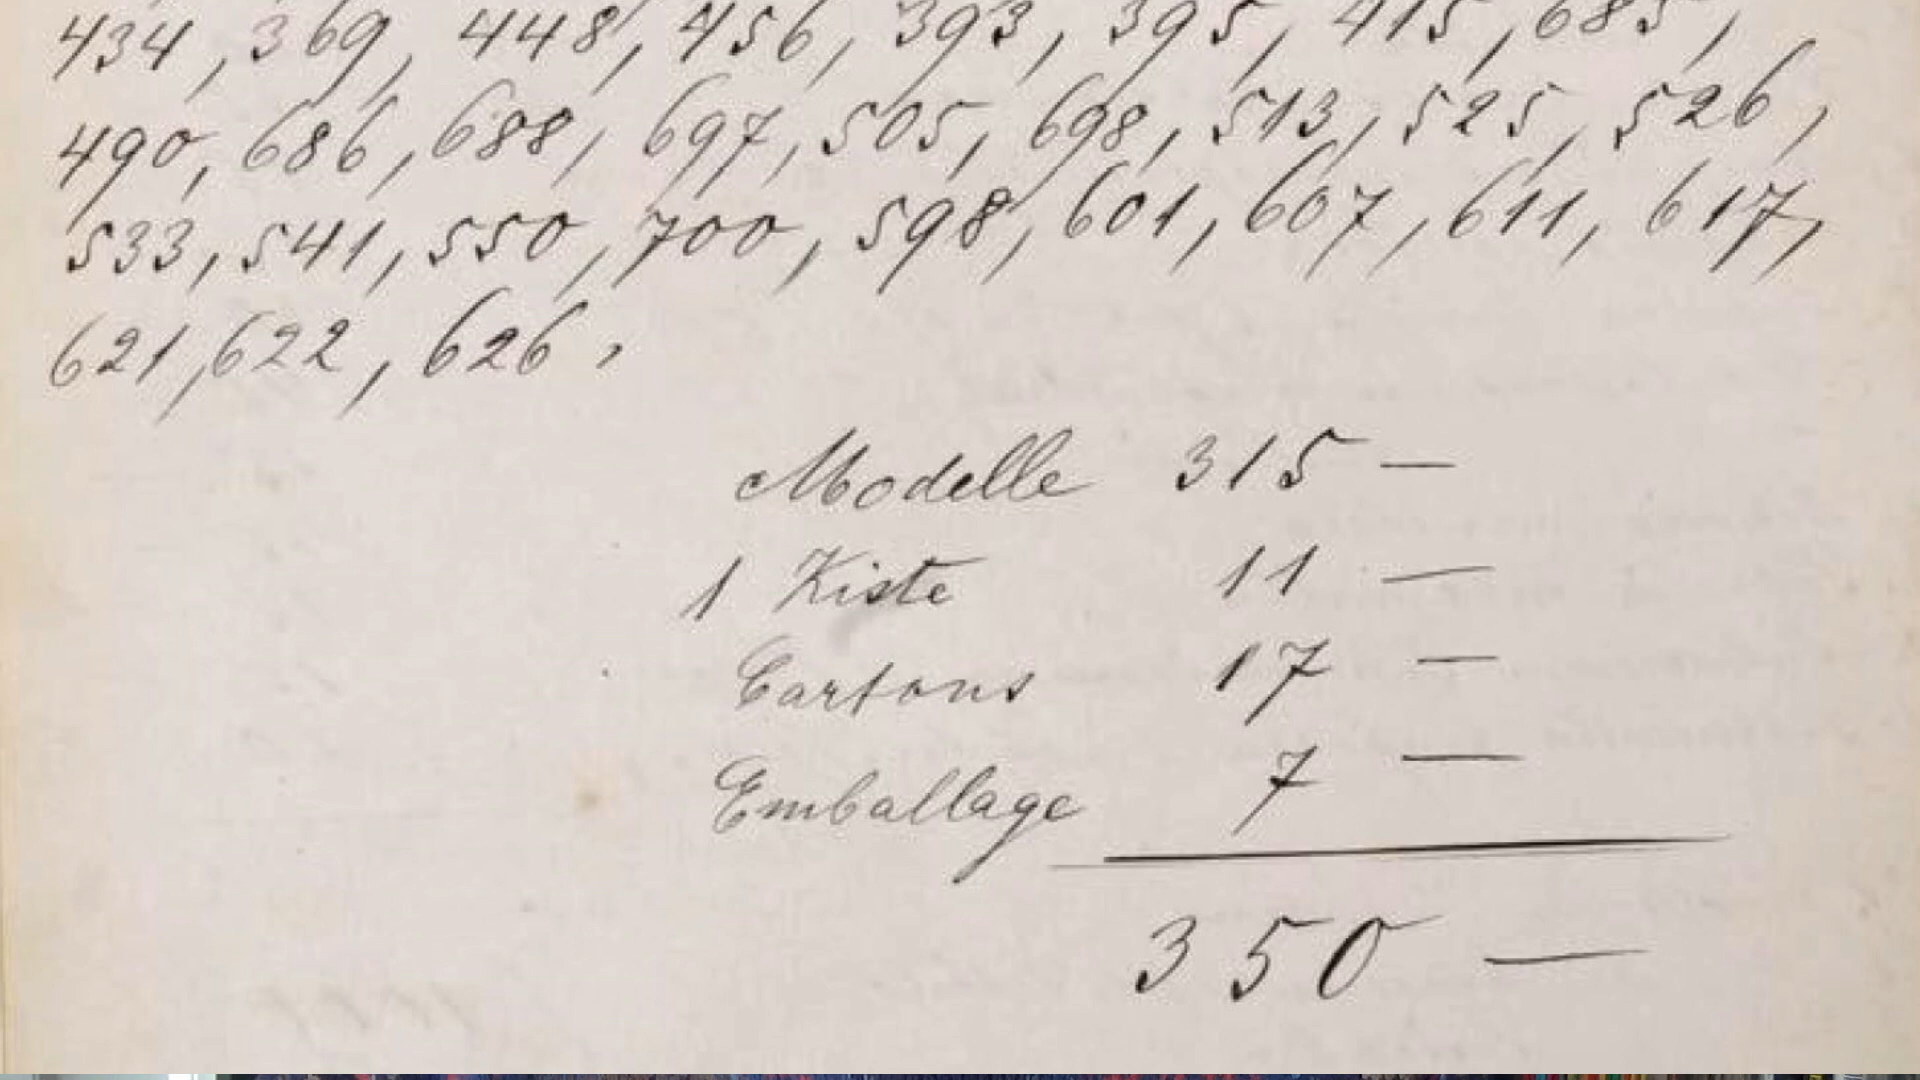 434, 369, 448, 456, 393, 395, 415, 685,
490, 686, 688, 697, 505, 698, 513, 525, 526,
533, 541, 550, 700, 598, 601, 607, 611, 617,
621, 622, 626,
Modelle 315 —
1 Kiste 11 —
Cartons 17 —
Emballage 7 —
350 —